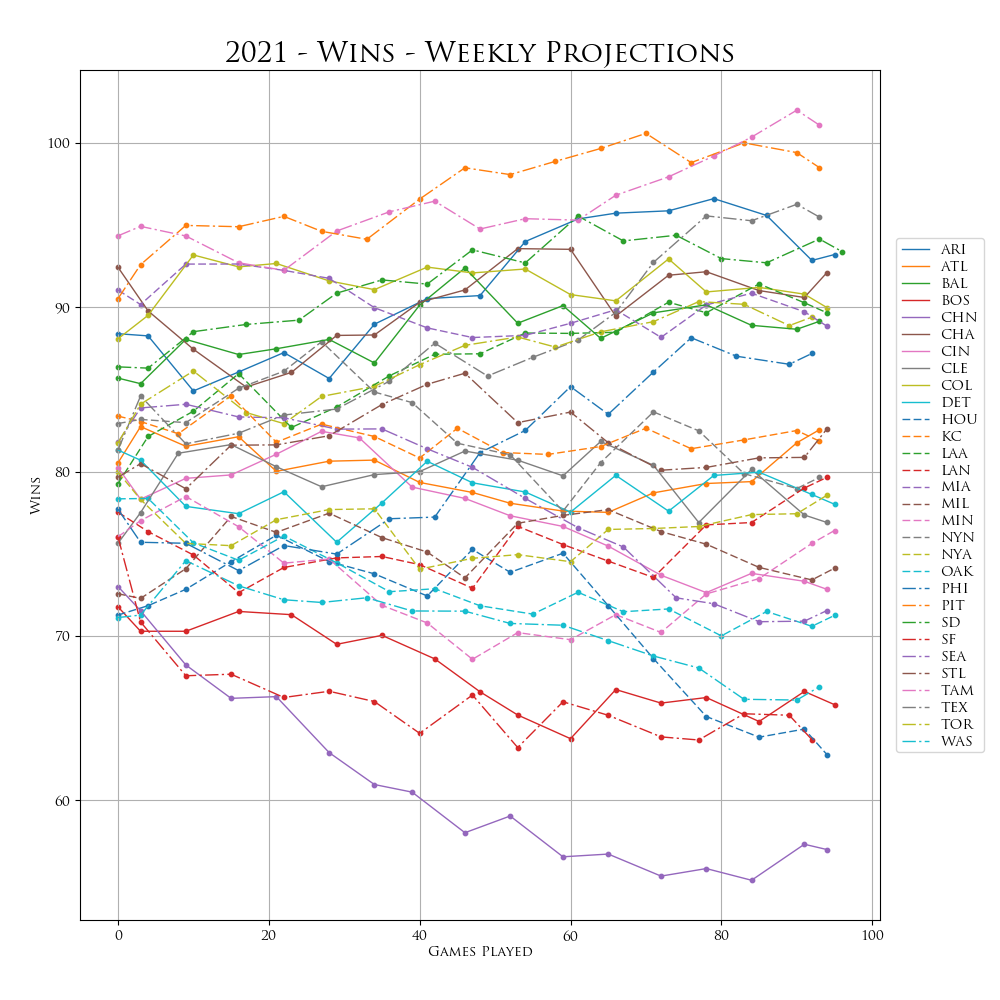 2021 - Wins - Weekly Projections
Wins
100
90
80
70
60
0
20
40
60
80
100
Games Played
ARI
ATL
BAL
BOS
CHN
CHA
CIN
CLE
COL
DET
HOU
KC
LAA
LAN
MIA
MIL
MIN
NYN
NYA
OAK
PHI
PIT
SD
SF
SEA
STL
TAM
TEX
TOR
WAS